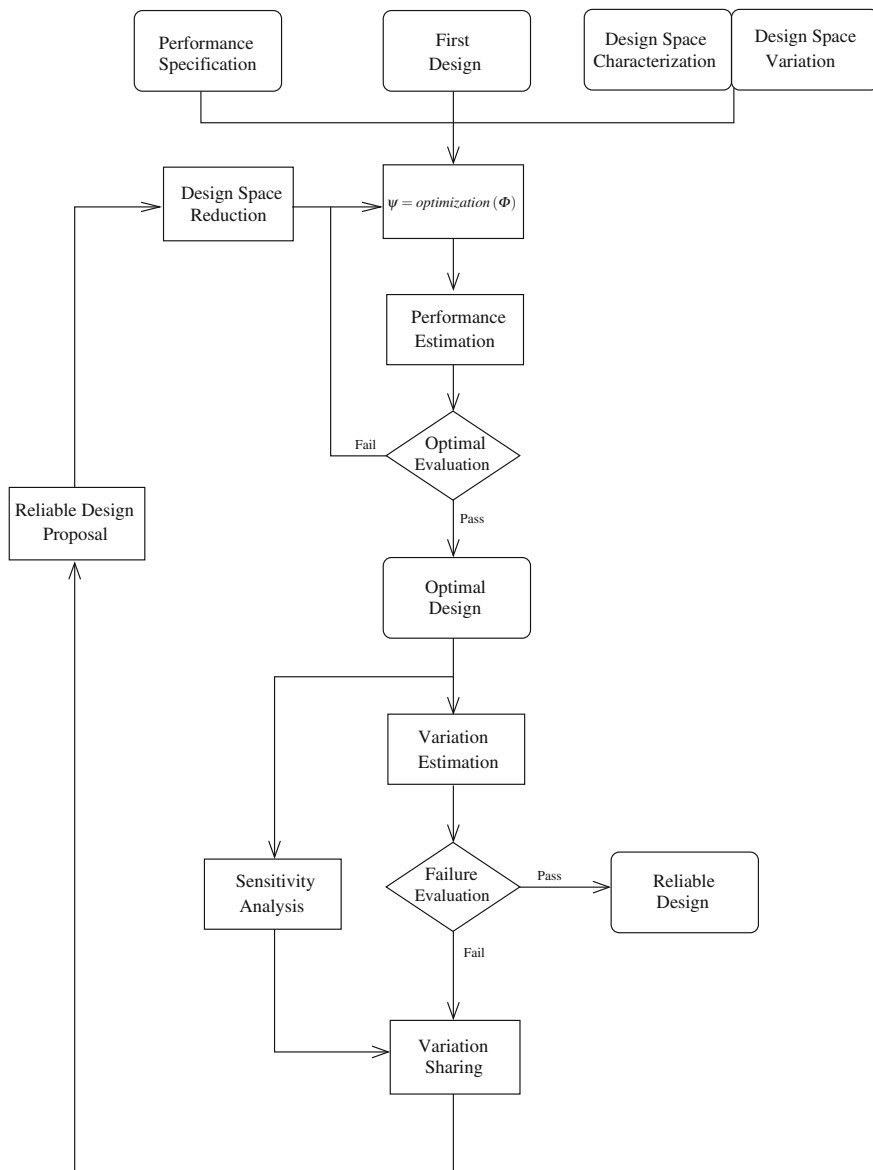 Performance
Specification
First
Design
Design Space
Characterization
Design Space
Variation
Design Space
Reduction
ψ = optimization (Φ)
Performance
Estimation
Fail
Optimal
Evaluation
Pass
Reliable Design
Proposal
Optimal
Design
Variation
Estimation
Sensitivity
Analysis
Failure
Evaluation
Pass
Reliable
Design
Fail
Variation
Sharing